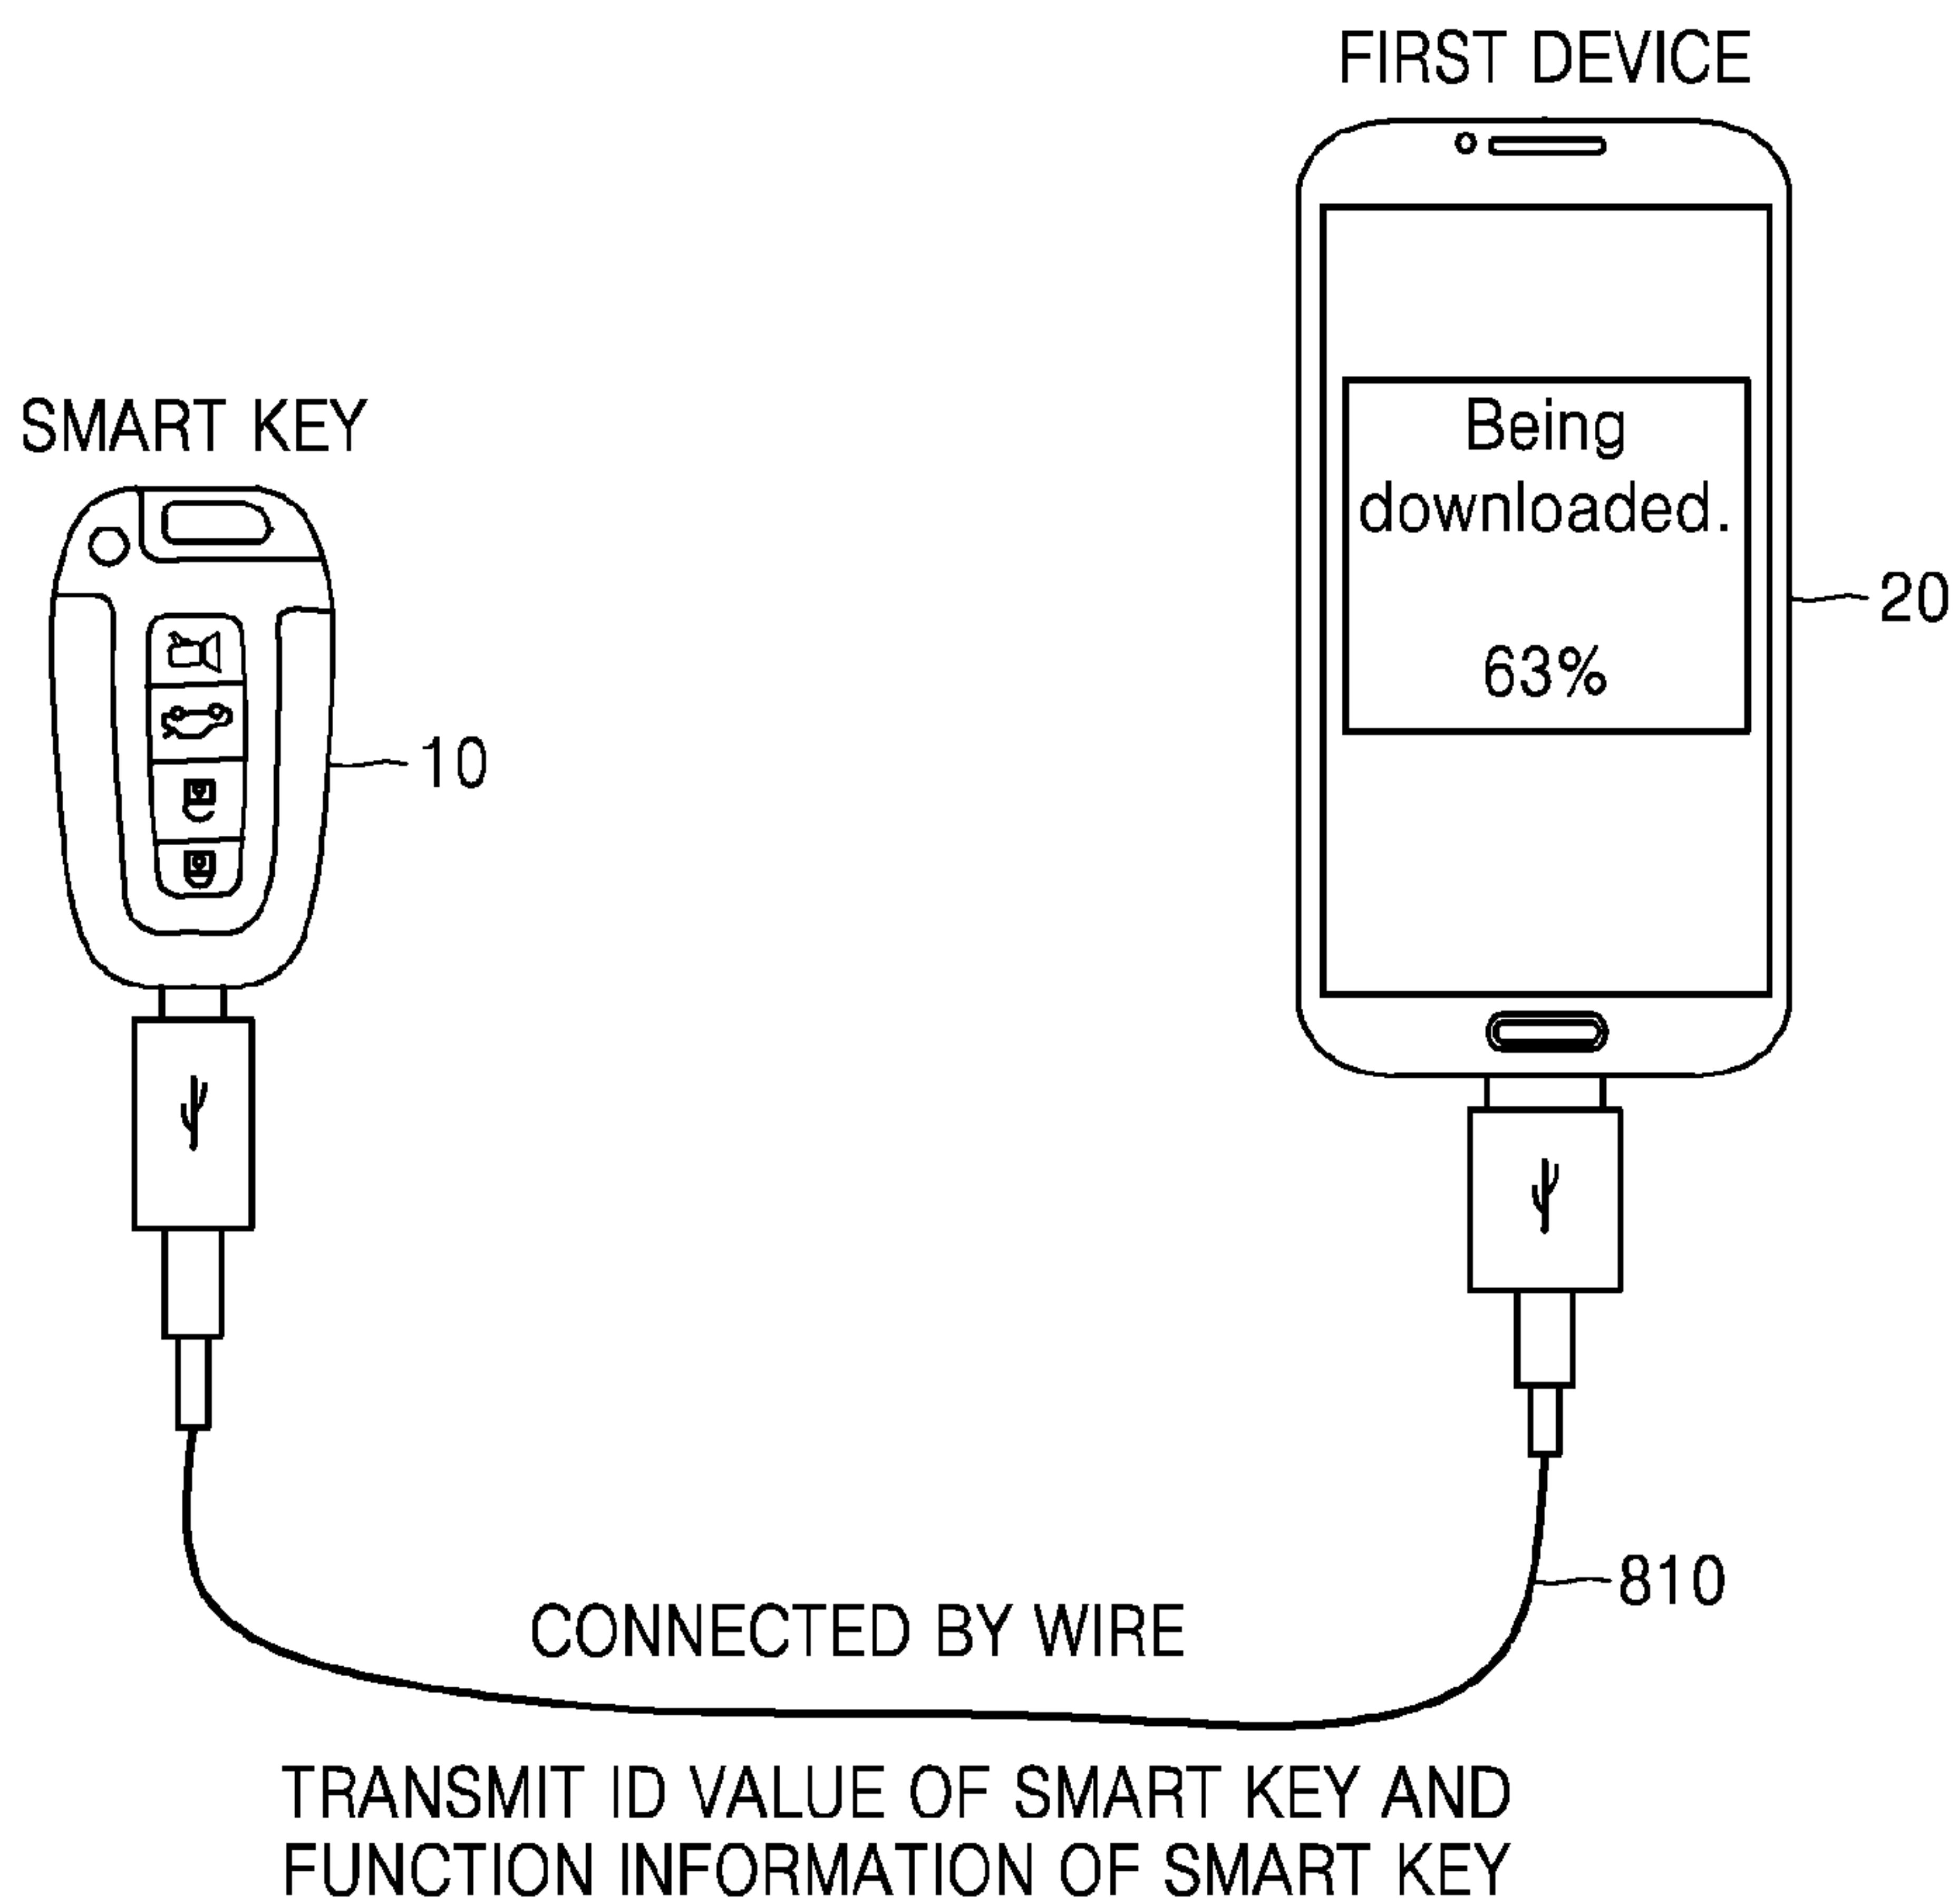 FIRST DEVICE
SMART KEY
Being
downloaded.
63%
20
10
810
CONNECTED BY WIRE
TRANSMIT ID VALUE OF SMART KEY AND
FUNCTION INFORMATION OF SMART KEY